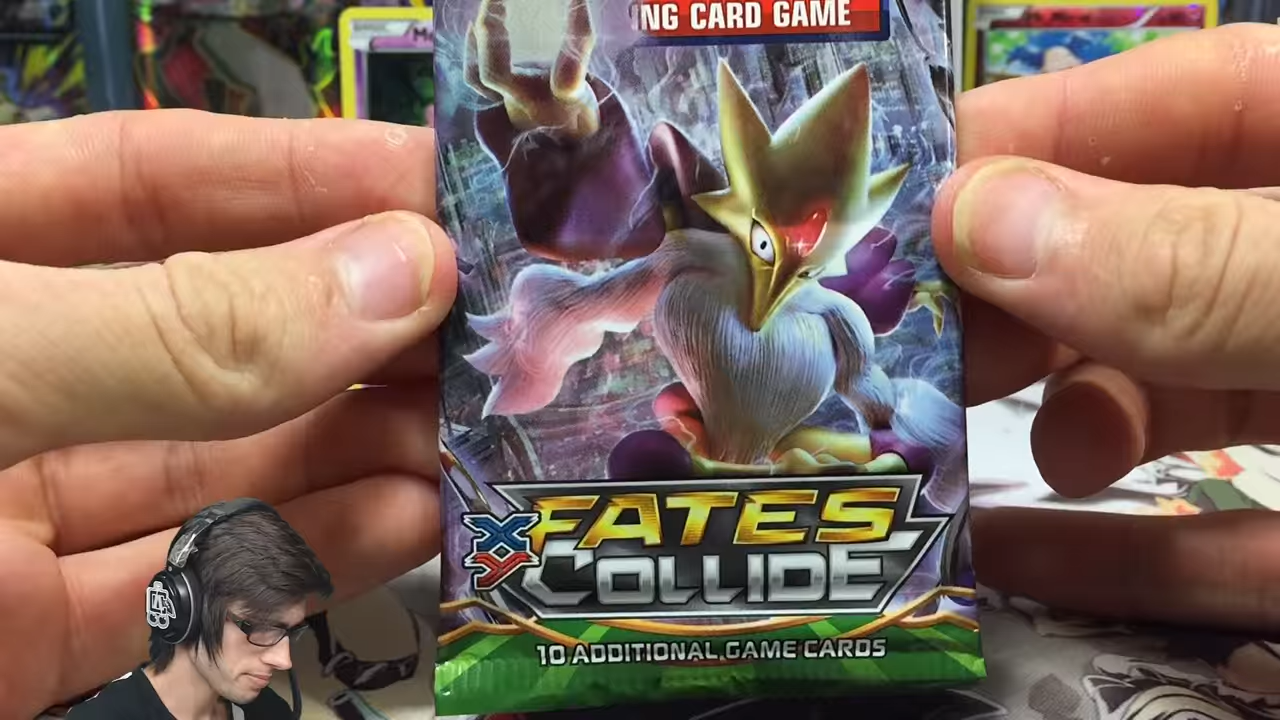 NG CARD GAME
XY
FATES
COLLIDE
10 ADDITIONAL GAME CARDS